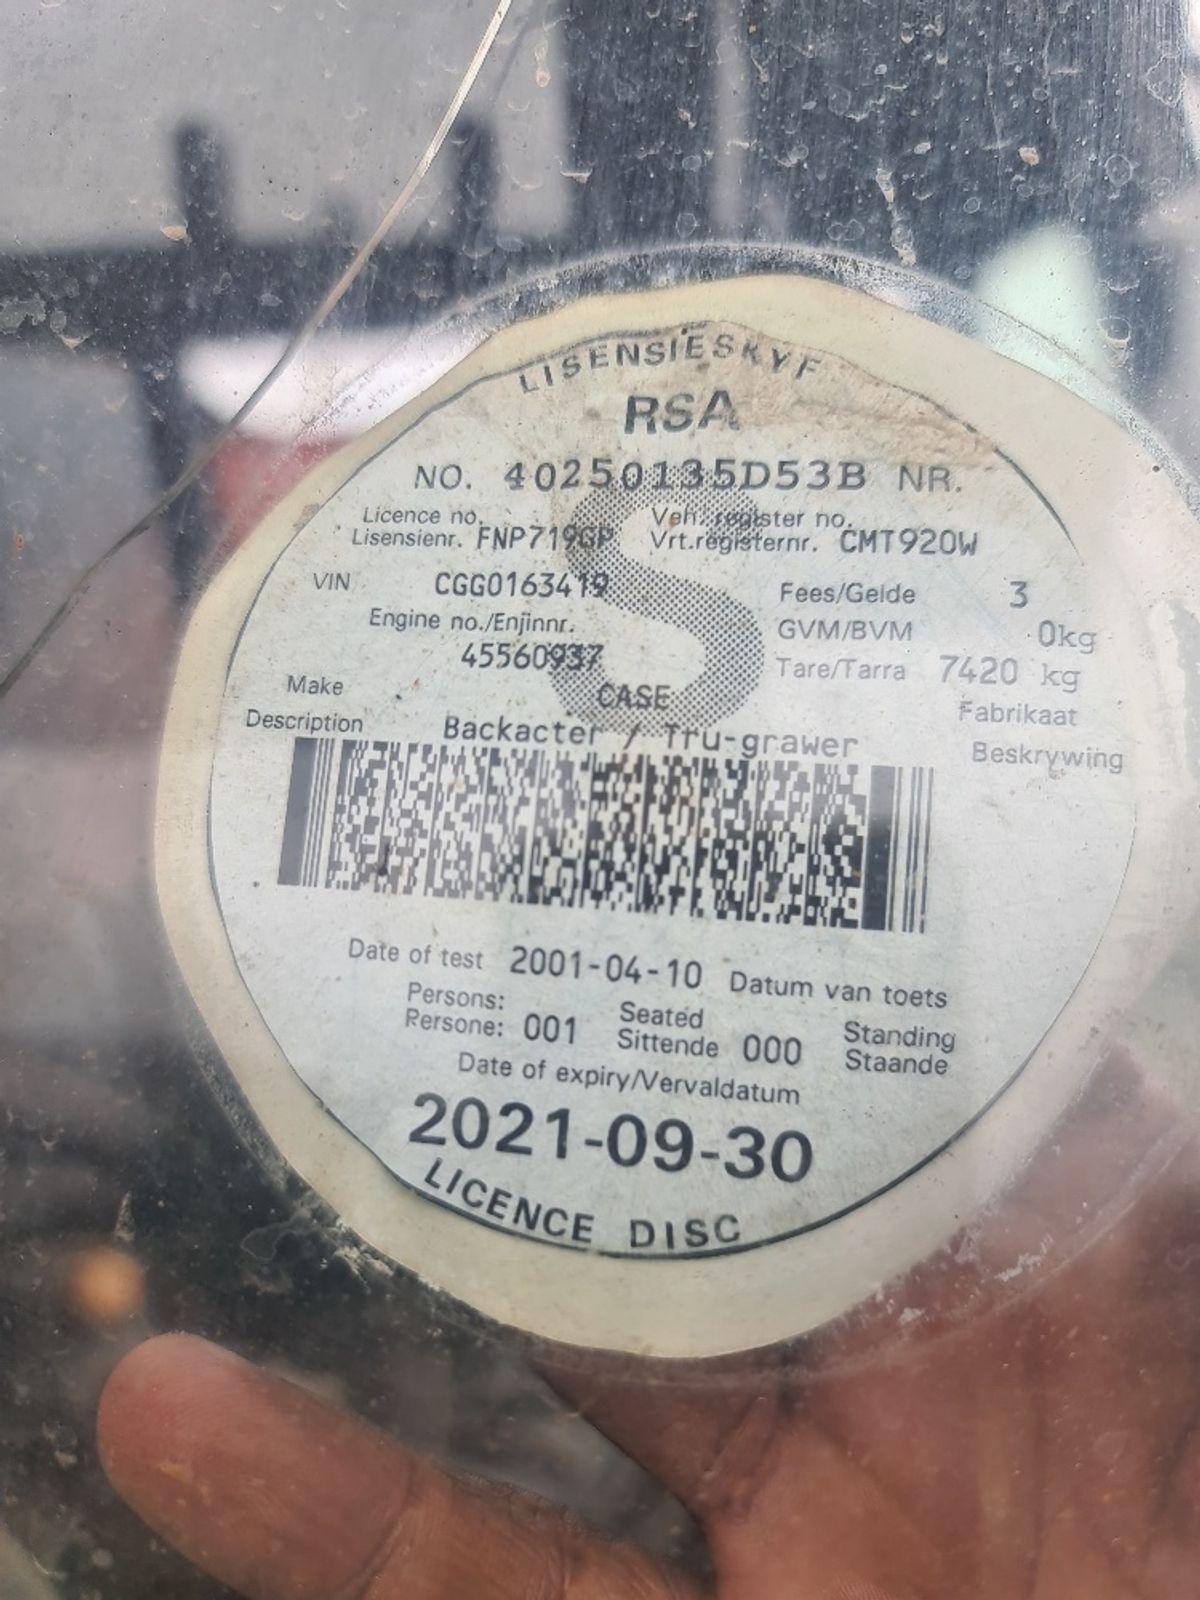 LISENSIESKYF
RSA
NO. 40250135D53B NR.
Licence no. Veh. register no.
Lisensienr. FNP719GP Vrt.registernr. CMT920W
VIN CGG0163419 Fees/Gelde 3
Engine no./Enjinnr. GVM/BVM 0kg
45560937 Tare/Tarra 7420 kg
Make CASE Fabrikaat
Description Backacter / Tru-grawer Beskrywing
Date of test 2001-04-10 Datum van toets
Persons: Seated Standing
Persone: 001 Sittende 000 Staande
Date of expiry/Vervaldatum
2021-09-30
LICENCE DISC